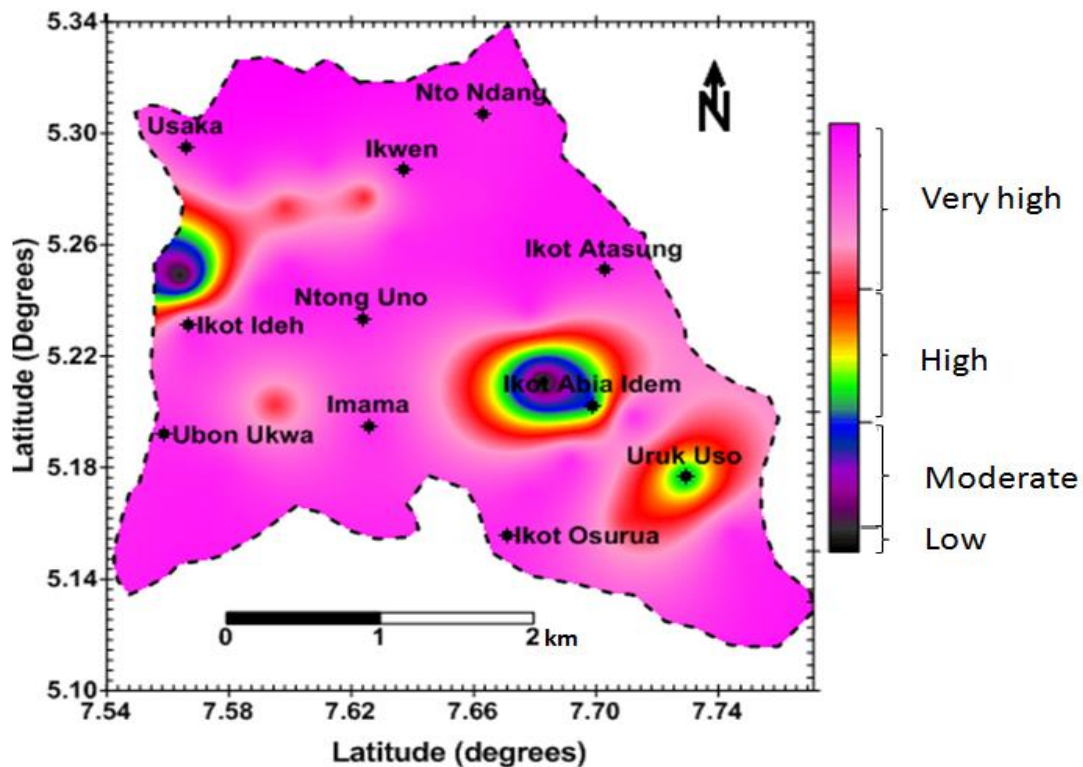 5.34
5.30
5.26
5.22
5.18
5.14
5.10
Latitude (Degrees)
N
Nto Ndang
Usaka
Ikwen
Ikot Atasung
Ntong Uno
Ikot Ideh
Ikot Abia Idem
Imama
Ubon Ukwa
Uruk Uso
Ikot Osurua
0 1 2 km
7.54 7.58 7.62 7.66 7.70 7.74
Latitude (degrees)
Very high
High
Moderate
Low